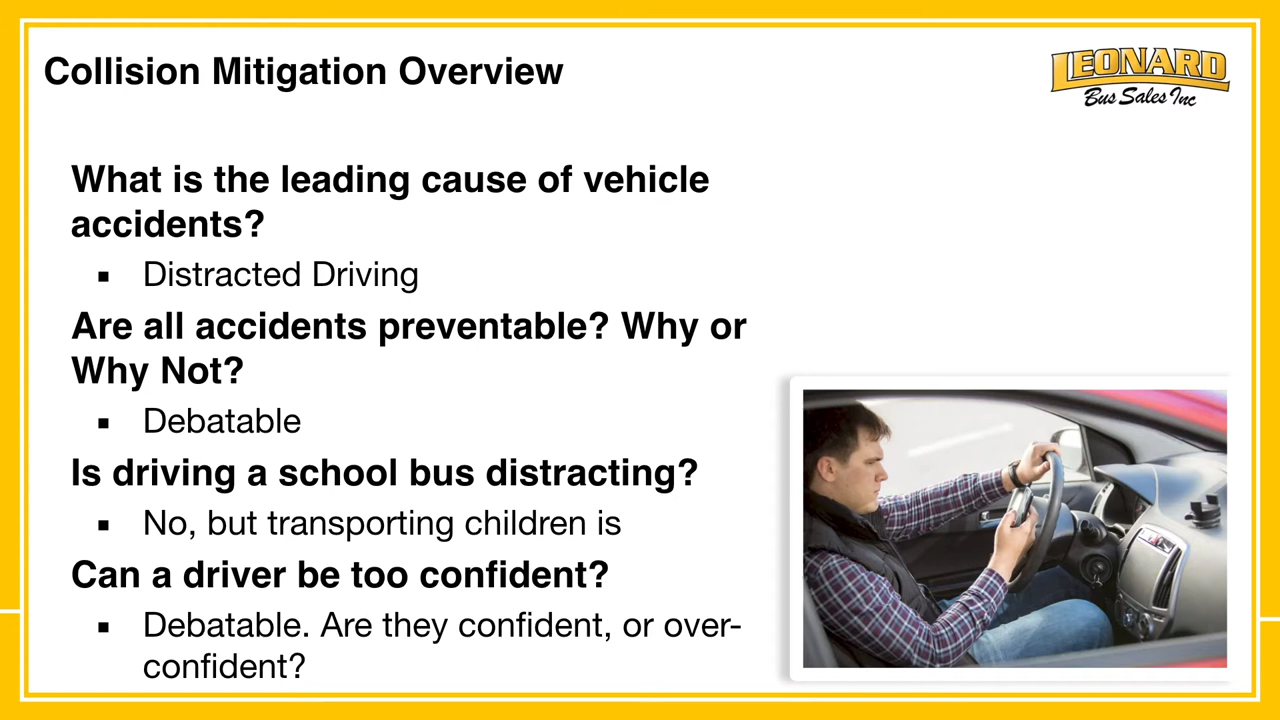 Collision Mitigation Overview
LEONARD
Bus Sales Inc
What is the leading cause of vehicle
accidents?
▪ Distracted Driving
Are all accidents preventable? Why or
Why Not?
▪ Debatable
Is driving a school bus distracting?
▪ No, but transporting children is
Can a driver be too confident?
▪ Debatable. Are they confident, or over-
confident?